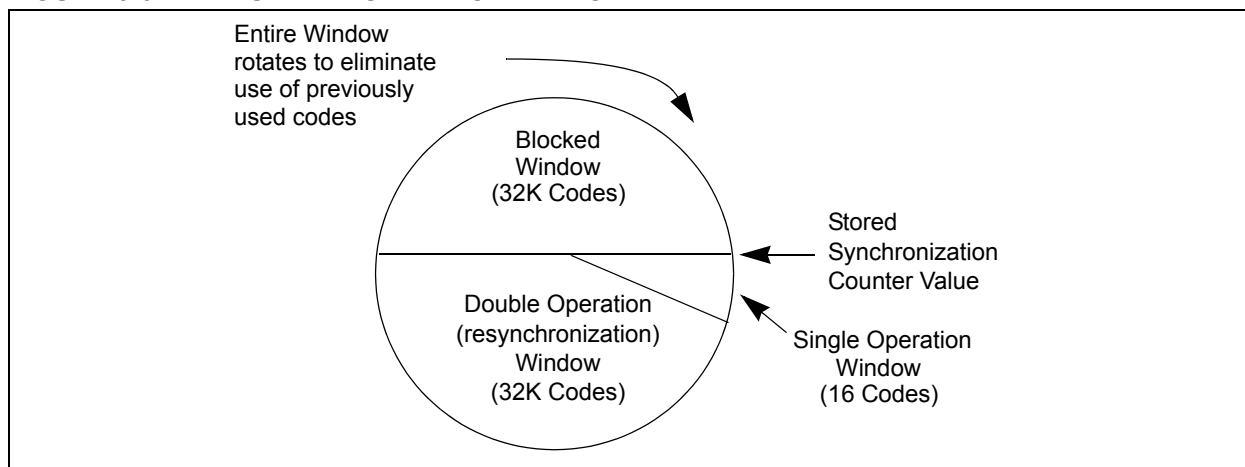 Entire Window
rotates to eliminate
use of previously
used codes
Blocked
Window
(32K Codes)
Stored
Synchronization
Counter Value
Double Operation
(resynchronization)
Window
(32K Codes)
Single Operation
Window
(16 Codes)